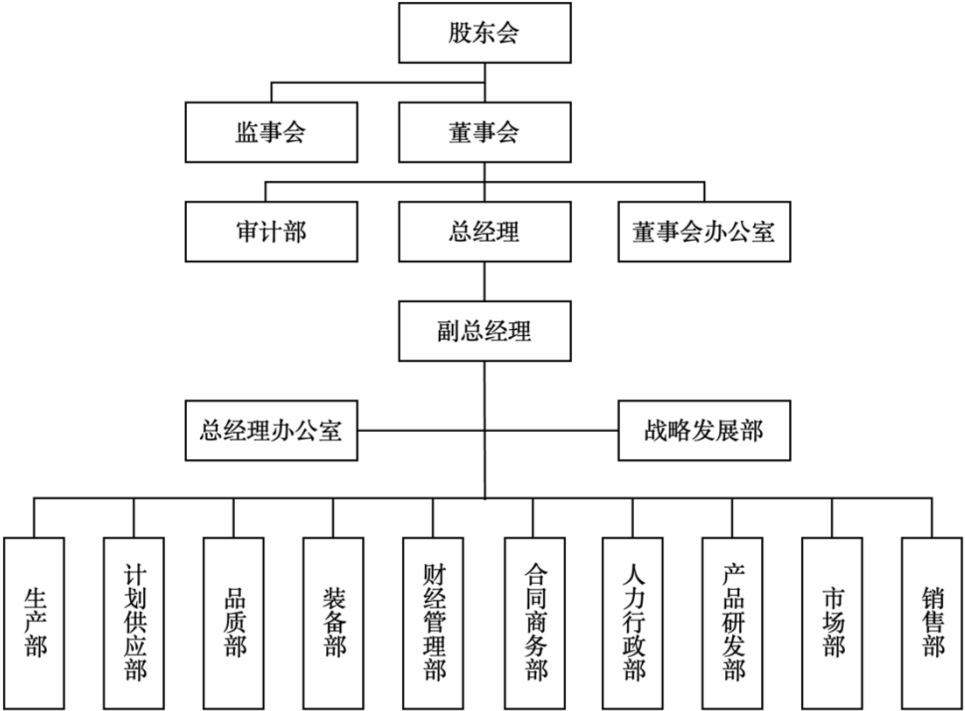 股东会
监事会
董事会
审计部
总经理
董事会办公室
副总经理
总经理办公室
战略发展部
生产部
计划供应部
品质部
装备部
财经管理部
合同商务部
人力行政部
产品研发部
市场部
销售部